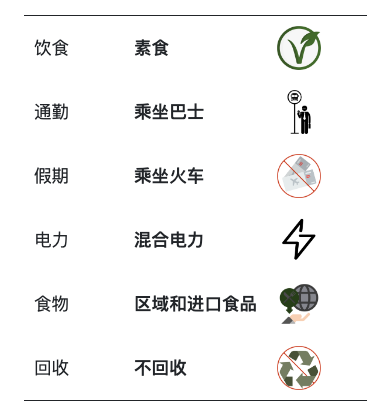 饮食 素食
通勤 乘坐巴士
假期 乘坐火车
电力 混合电力
食物 区域和进口食品
回收 不回收